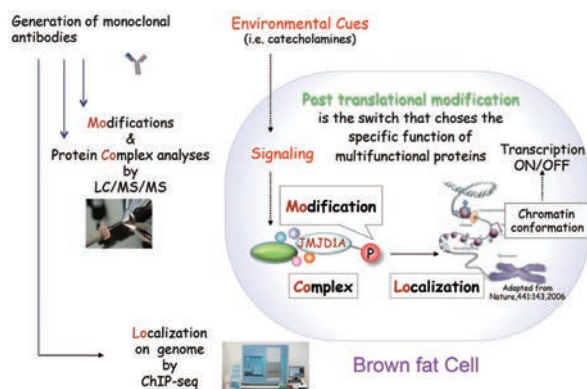 Generation of monoclonal
antibodies
Modifications
&
Protein Complex analyses
by
LC/MS/MS
Localization
on genome
by
ChIP-seq
Environmental Cues
(i.e. catecholamines)
Signaling
Post translational modification
is the switch that choses the
specific function of
multifunctional proteins
Transcription
ON/OFF
Modification
JMJD1A
P
Complex
Localization
Chromatin
conformation
Adapted from
Nature,441:143,2006
Brown fat Cell